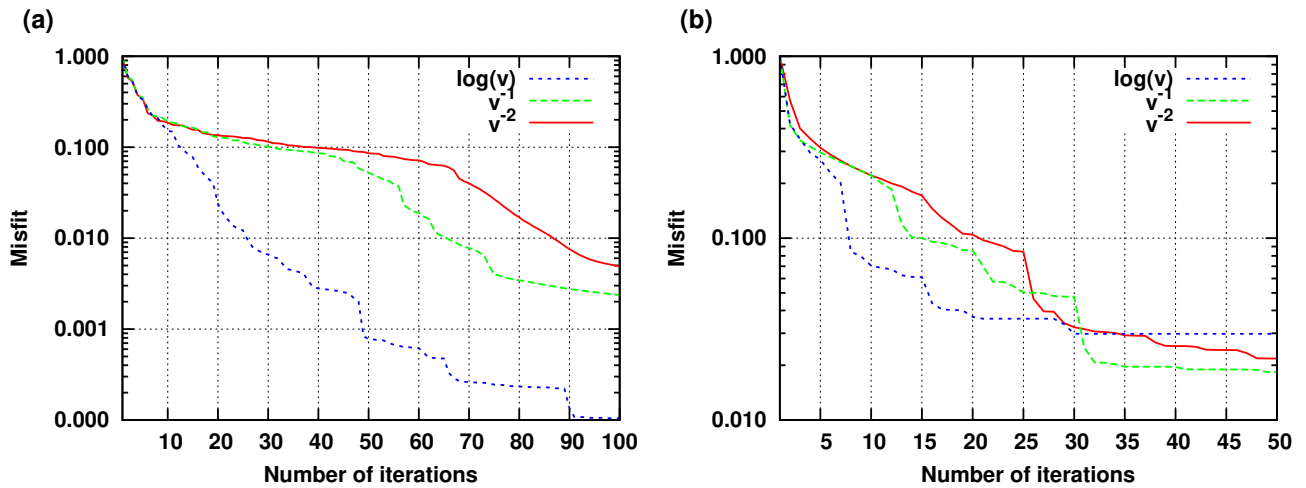 (a)
1.000
0.100
0.010
0.001
0.000
Misfit
10 20 30 40 50 60 70 80 90 100
Number of iterations
log(v)
v⁻¹
v⁻²
(b)
1.000
0.100
0.010
Misfit
5 10 15 20 25 30 35 40 45 50
Number of iterations
log(v)
v⁻¹
v⁻²